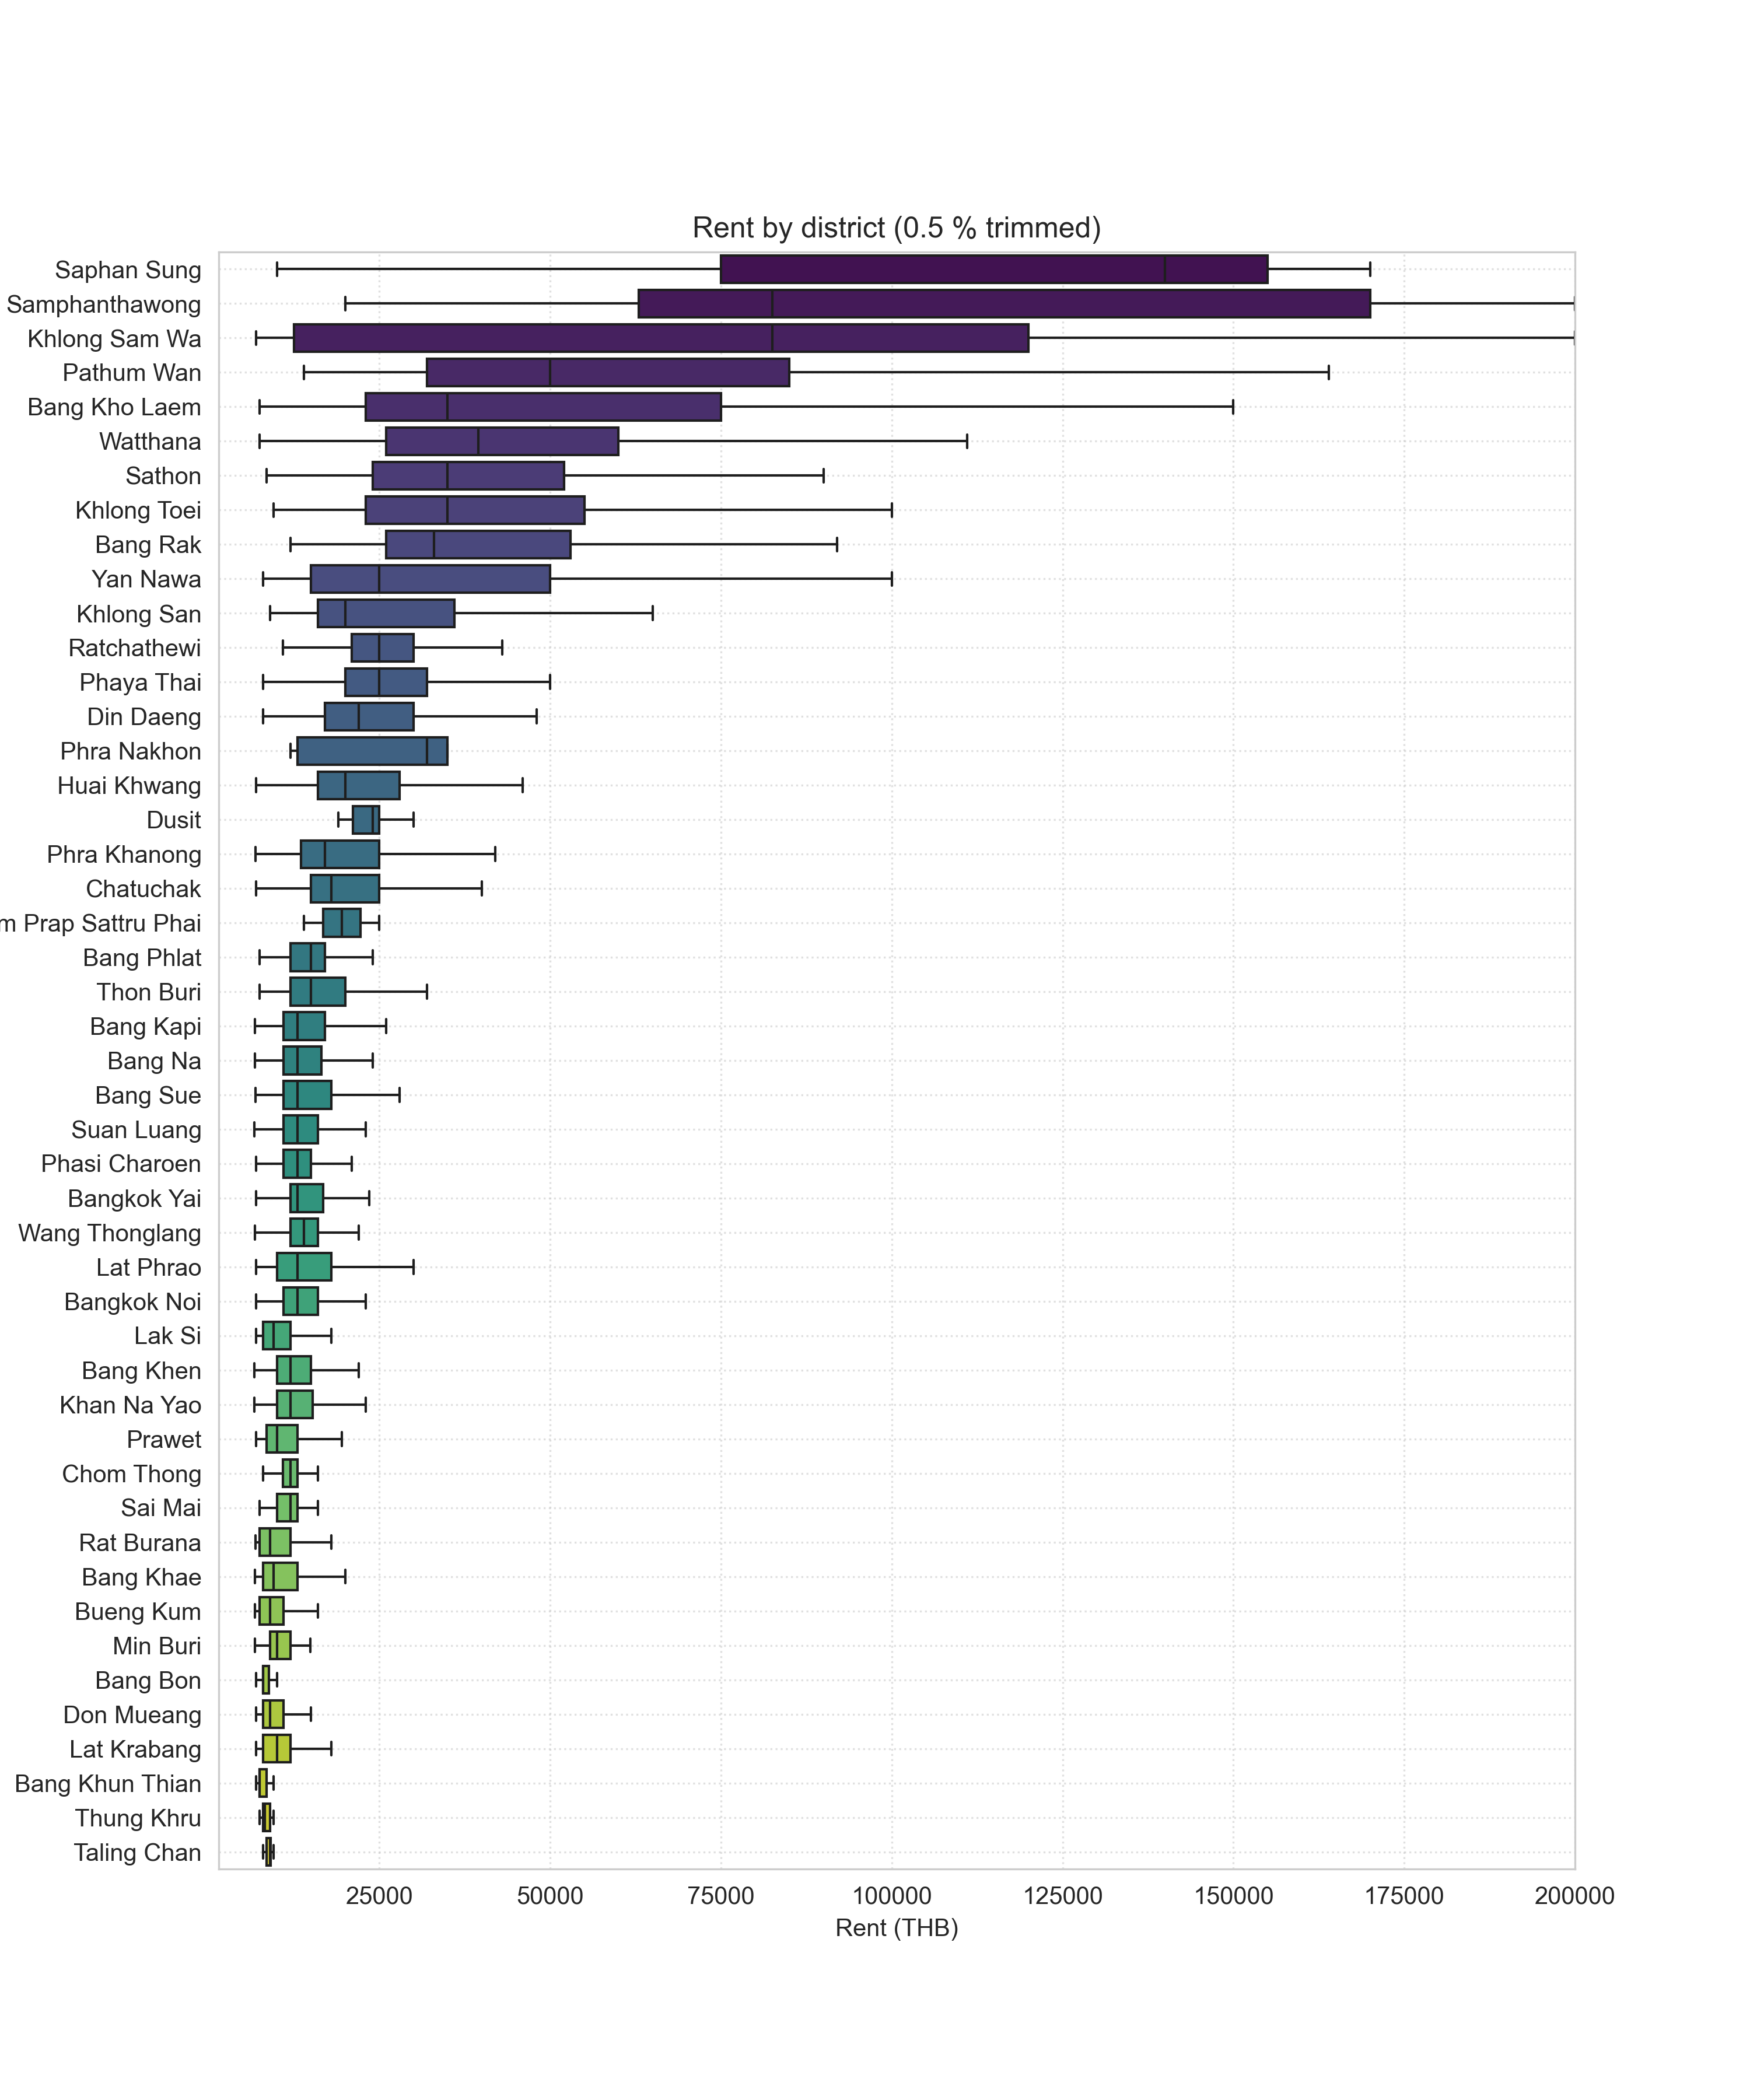 Rent by district (0.5 % trimmed)
Saphan Sung
Samphanthawong
Khlong Sam Wa
Pathum Wan
Bang Kho Laem
Watthana
Sathon
Khlong Toei
Bang Rak
Yan Nawa
Khlong San
Ratchathewi
Phaya Thai
Din Daeng
Phra Nakhon
Huai Khwang
Dusit
Phra Khanong
Chatuchak
m Prap Sattru Phai
Bang Phlat
Thon Buri
Bang Kapi
Bang Na
Bang Sue
Suan Luang
Phasi Charoen
Bangkok Yai
Wang Thonglang
Lat Phrao
Bangkok Noi
Lak Si
Bang Khen
Khan Na Yao
Prawet
Chom Thong
Sai Mai
Rat Burana
Bang Khae
Bueng Kum
Min Buri
Bang Bon
Don Mueang
Lat Krabang
Bang Khun Thian
Thung Khru
Taling Chan
25000 50000 75000 100000 125000 150000 175000 200000
Rent (THB)